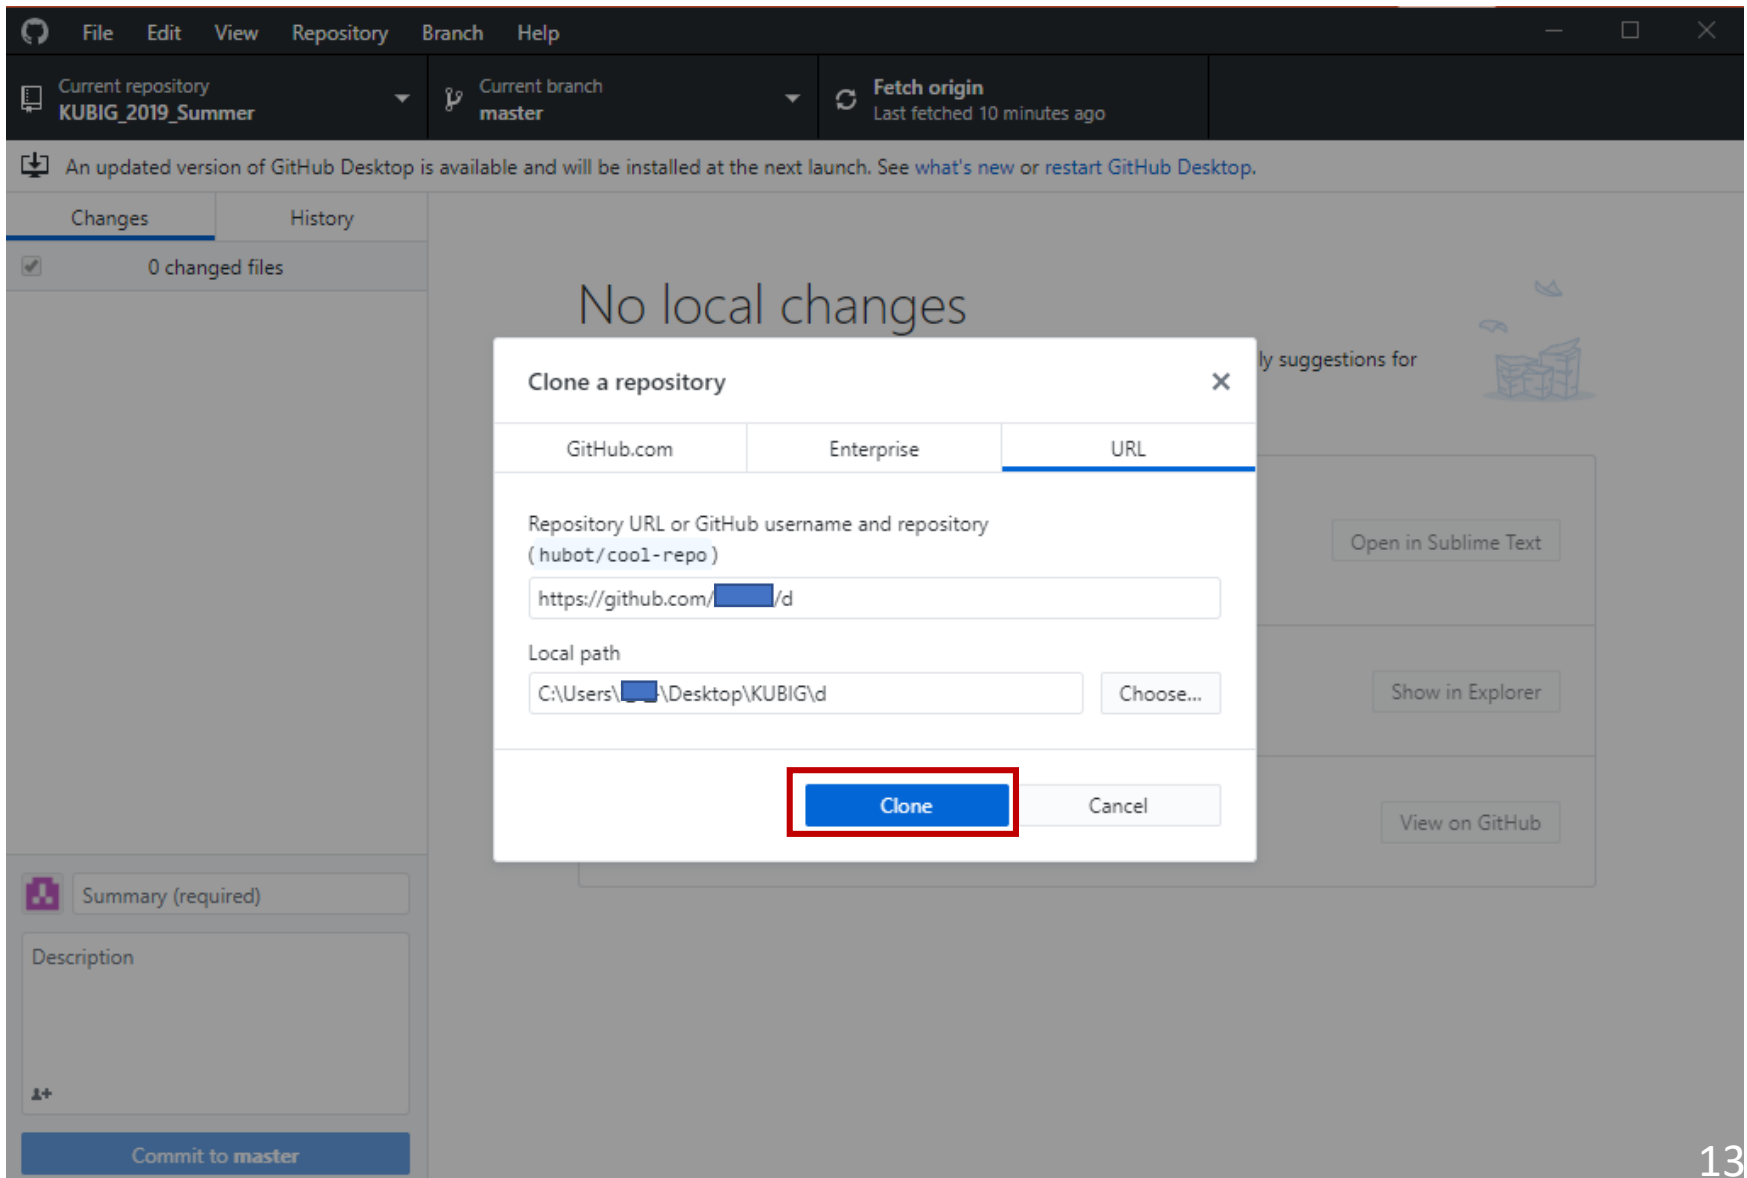 File Edit View Repository Branch Help
Current repository
KUBIG_2019_Summer
Current branch
master
Fetch origin
Last fetched 10 minutes ago
An updated version of GitHub Desktop is available and will be installed at the next launch. See what's new or restart GitHub Desktop.
Changes History
0 changed files
No local changes
ly suggestions for
Clone a repository
GitHub.com Enterprise URL
Repository URL or GitHub username and repository
(hubot/cool-repo)
https://github.com/ /d
Local path
C:\Users\ \Desktop\KUBIG\d
Choose...
Clone Cancel
Open in Sublime Text
Show in Explorer
View on GitHub
Summary (required)
Description
Commit to master
13